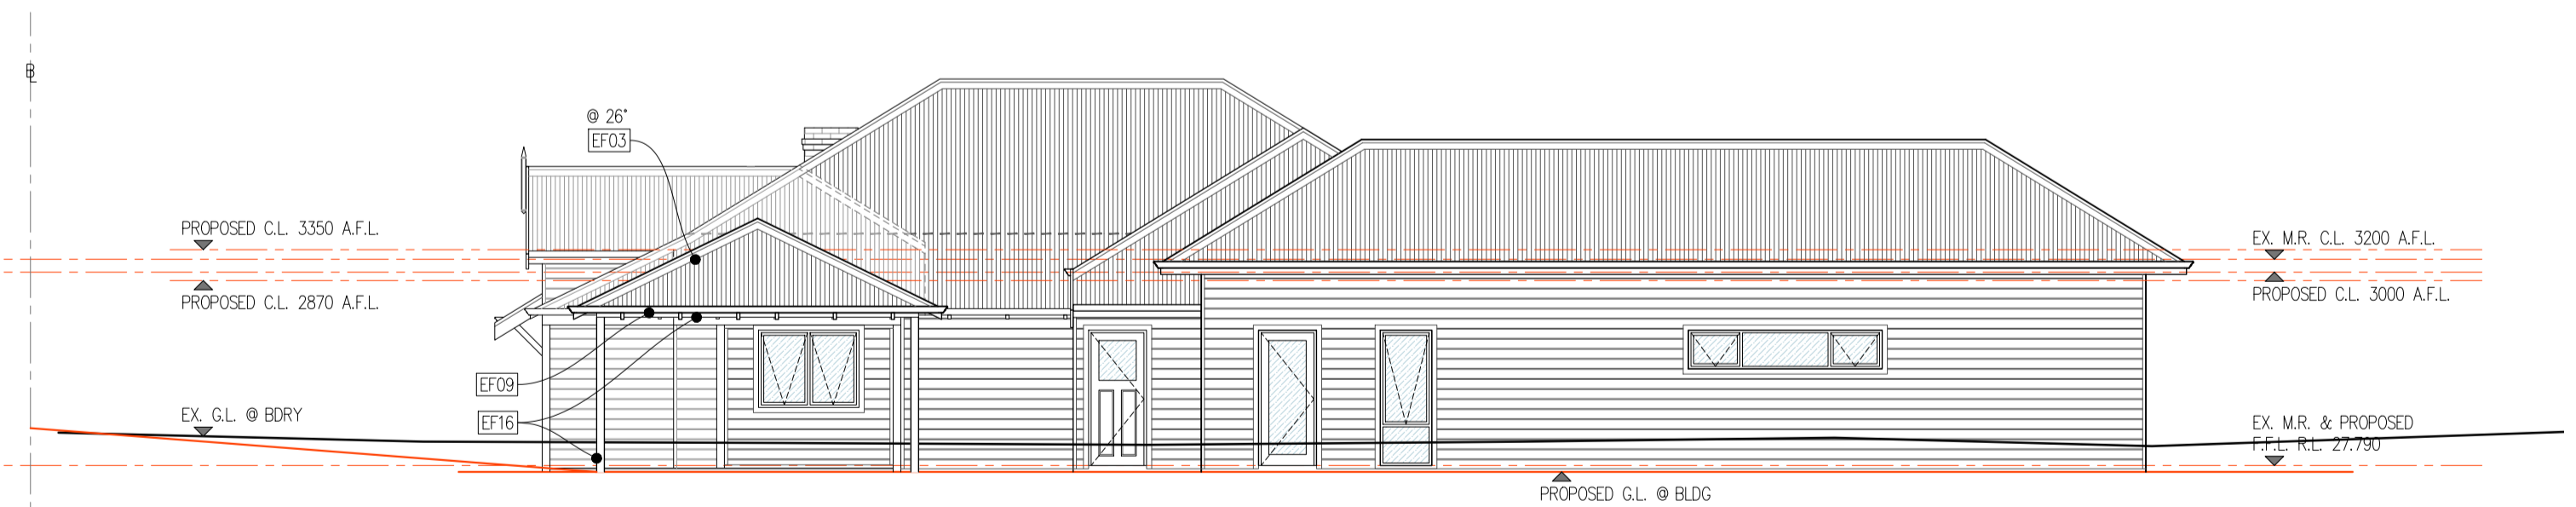 BL
@ 26°
EF03
PROPOSED C.L. 3350 A.F.L.
PROPOSED C.L. 2870 A.F.L.
EX. M.R. C.L. 3200 A.F.L.
PROPOSED C.L. 3000 A.F.L.
EF09
EF16
EX. G.L. @ BDRY
EX. M.R. & PROPOSED
F.F.L. R.L. 27.790
PROPOSED G.L. @ BLDG